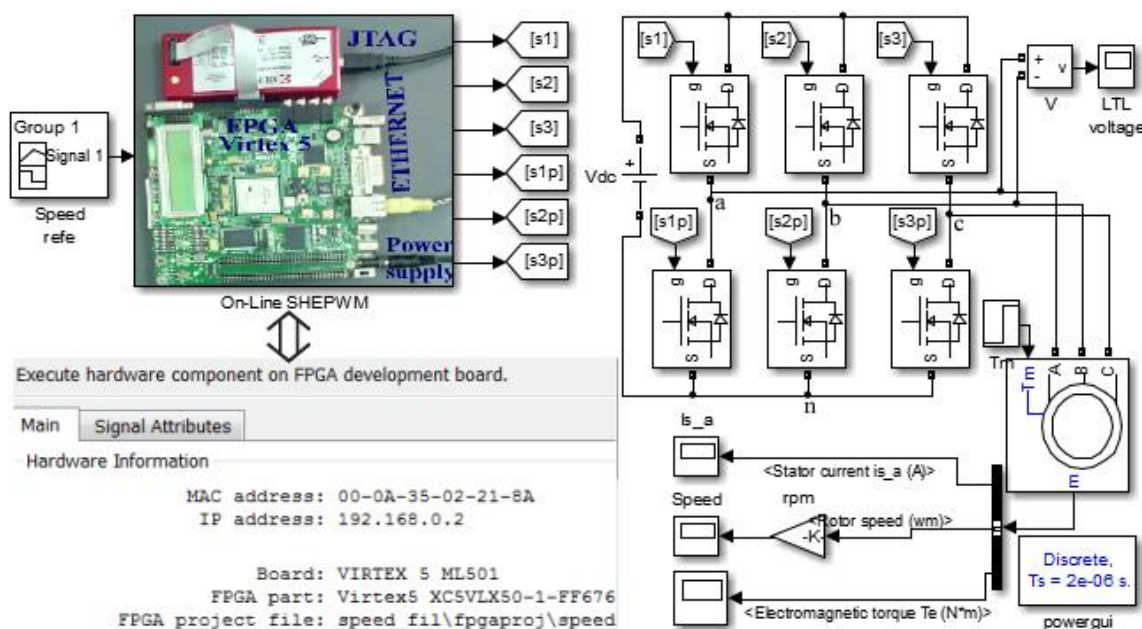 JTAG
FPGA
Virtex 5
ETHERNET
Power
supply
Group 1
Signal 1
Speed
refe
On-Line SHEPWM
[s1]
[s2]
[s3]
[s1p]
[s2p]
[s3p]
Execute hardware component on FPGA development board.
Main
Signal Attributes
Hardware Information
MAC address: 00-0A-35-02-21-8A
IP address: 192.168.0.2
Board: VIRTEX 5 ML501
FPGA part: Virtex5 XC5VLX50-1-FF676
FPGA project file: speed fil\fpgaproj\speed
[s1]
[s2]
[s3]
g
D
S
g
D
S
g
D
S
Vdc
+
a
b
c
[s1p]
[s2p]
[s3p]
g
D
S
g
D
S
g
D
S
n
+
-
v
V
LTL
voltage
Tm
Tm
A
B
C
E
Is_a
<Stator current is_a (A)>
Speed
rpm
-K-
<Rotor speed (wm)>
<Electromagnetic torque Te (N*m)>
Discrete,
Ts = 2e-06 s.
powergui